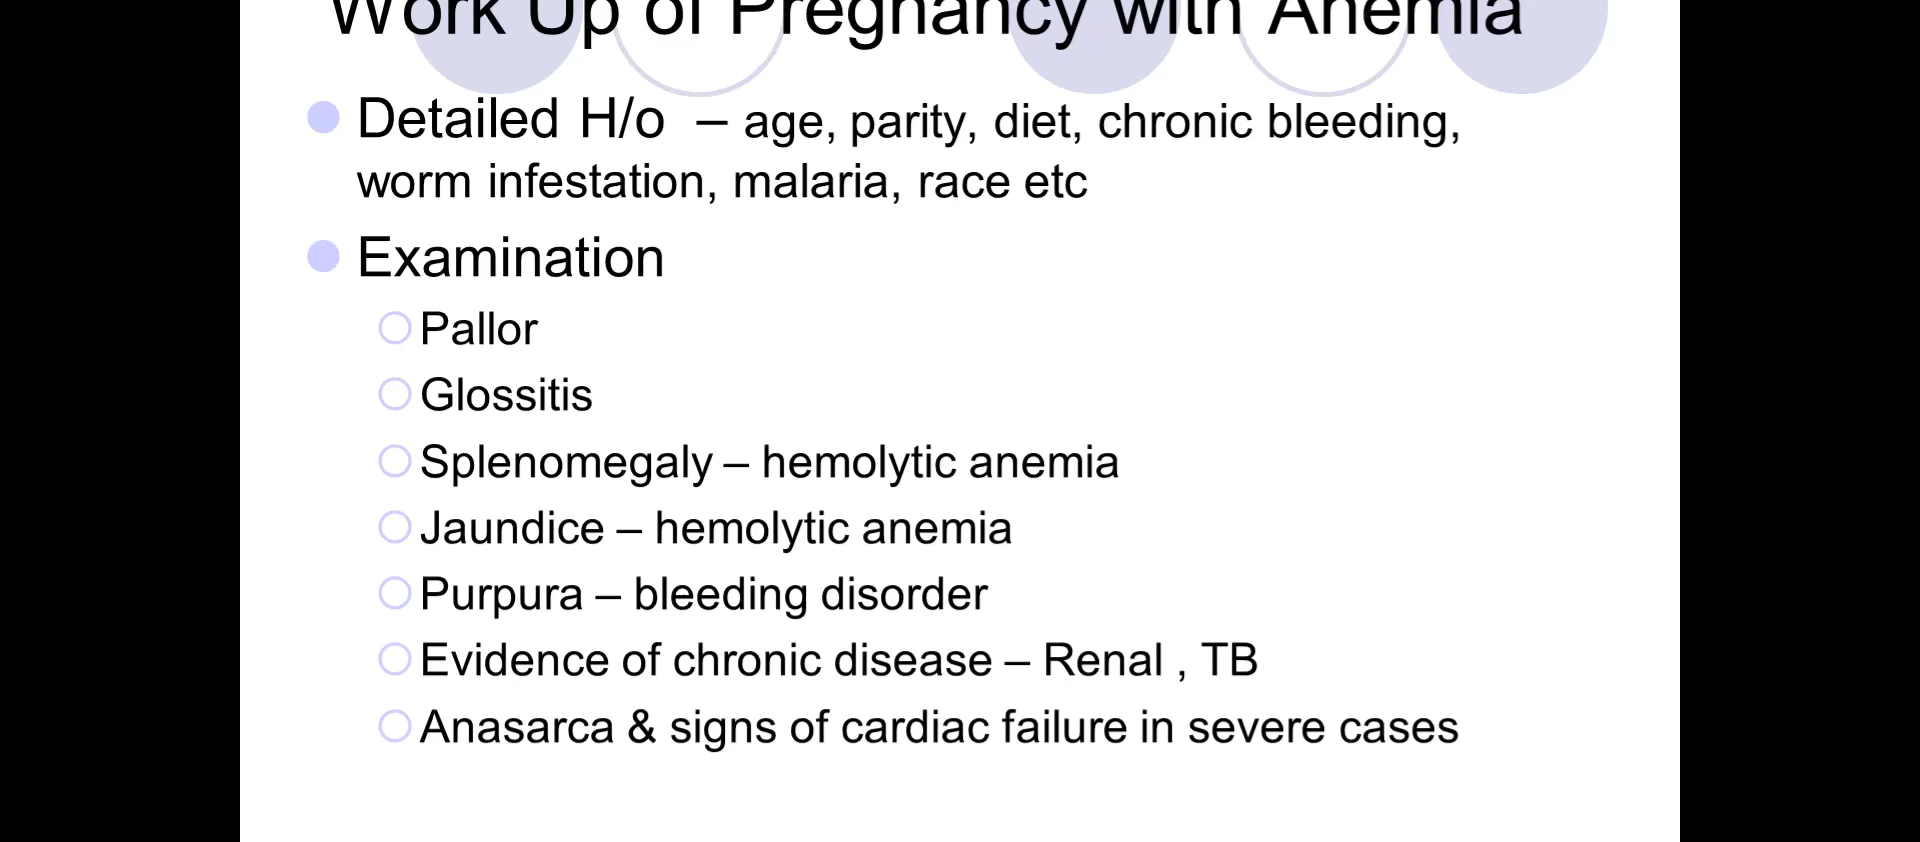 Work Up of Pregnancy with Anemia
Detailed H/o – age, parity, diet, chronic bleeding,
worm infestation, malaria, race etc
Examination
Pallor
Glossitis
Splenomegaly – hemolytic anemia
Jaundice – hemolytic anemia
Purpura – bleeding disorder
Evidence of chronic disease – Renal , TB
Anasarca & signs of cardiac failure in severe cases